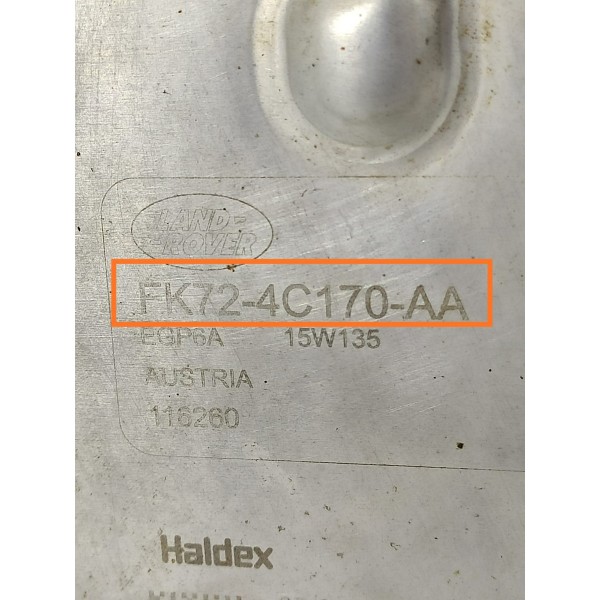 LAND-
ROVER
FK72-4C170-AA
EGP6A 15W135
AUSTRIA
116260
Haldex